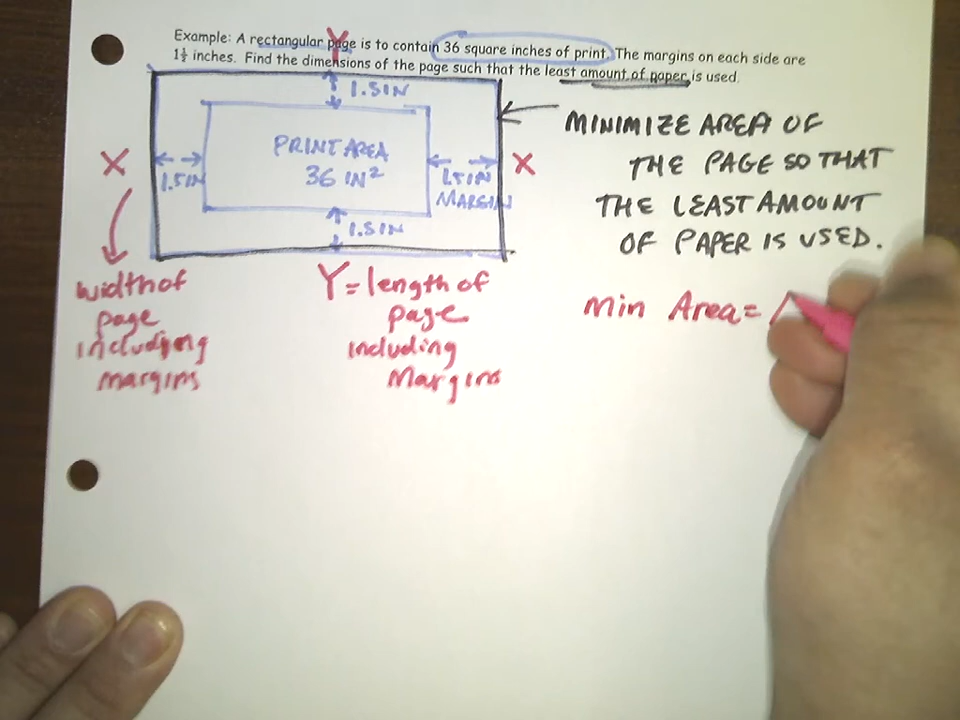 Example: A rectangular page is to contain 36 square inches of print. The margins on each side are
1½ inches. Find the dimensions of the page such that the least amount of paper is used.
Y
1.5IN
PRINT AREA
36 IN²
X
1.5IN
1.5IN
MARGIN
X
1.5IN
MINIMIZE AREA OF
THE PAGE SO THAT
THE LEAST AMOUNT
OF PAPER IS USED.
width of
page
including
margins
Y = length of
page
including
Margins
Min Area =